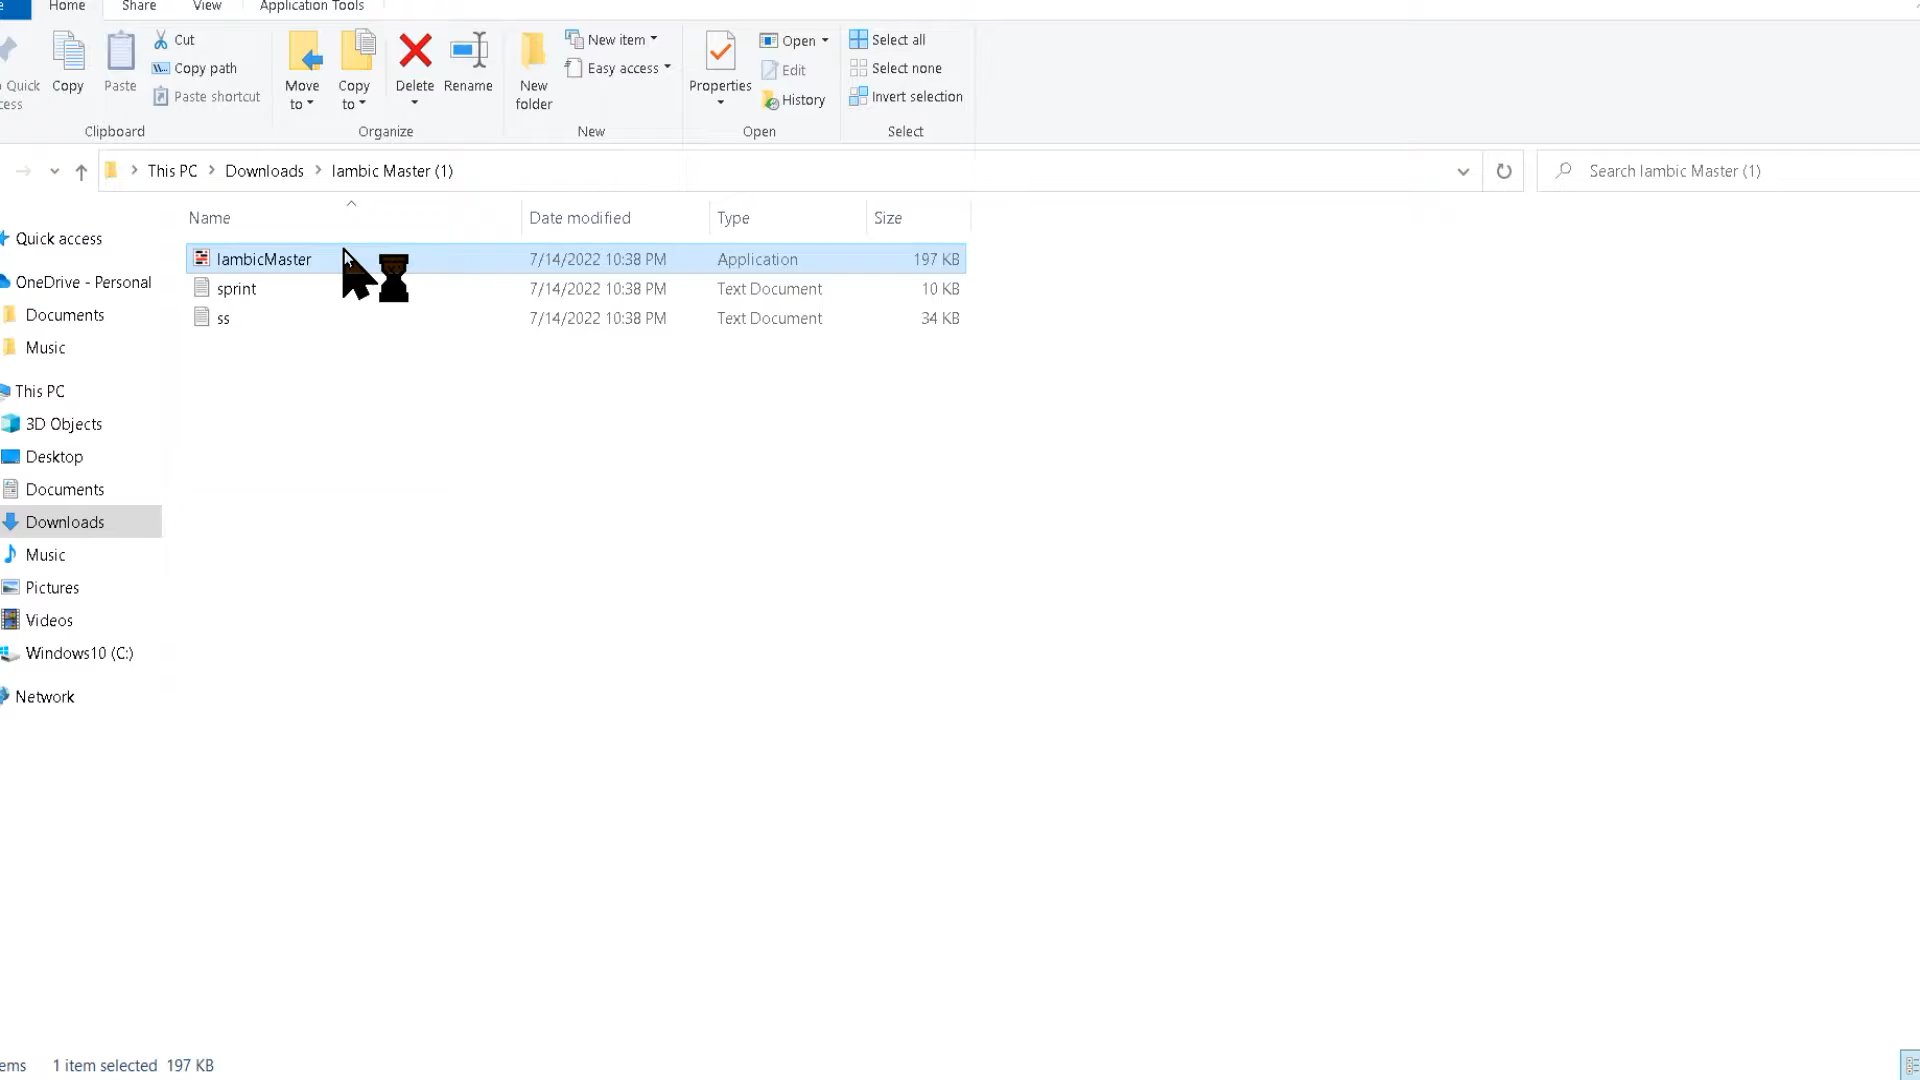 Home Share View Application Tools
Cut
Copy path
Paste shortcut
Quick
Copy Paste
Clipboard
Move to Copy to Delete Rename
Organize
New folder
New item
Easy access
New
Properties
Open
Edit
History
Open
Select all
Select none
Invert selection
Select
This PC > Downloads > Iambic Master (1)
Search Iambic Master (1)
Name Date modified Type Size
IambicMaster 7/14/2022 10:38 PM Application 197 KB
sprint 7/14/2022 10:38 PM Text Document 10 KB
ss 7/14/2022 10:38 PM Text Document 34 KB
Quick access
OneDrive - Personal
Documents
Music
This PC
3D Objects
Desktop
Documents
Downloads
Music
Pictures
Videos
Windows10 (C:)
Network
ems 1 item selected 197 KB